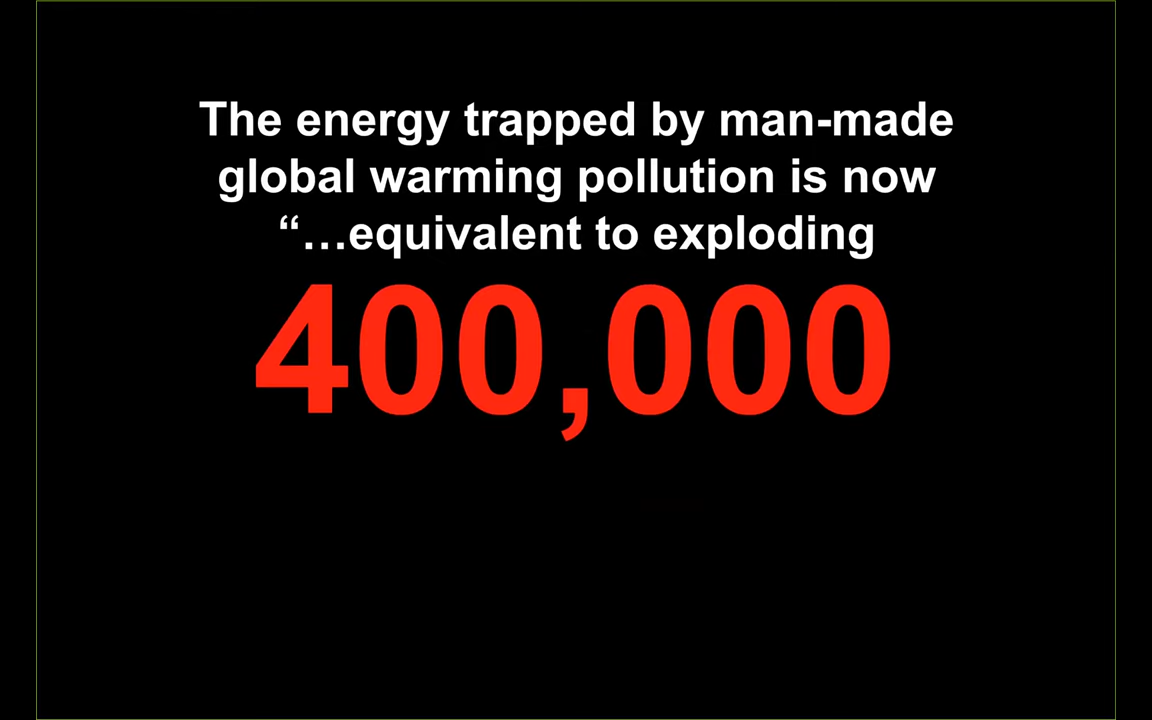 The energy trapped by man-made
global warming pollution is now
“…equivalent to exploding
400,000